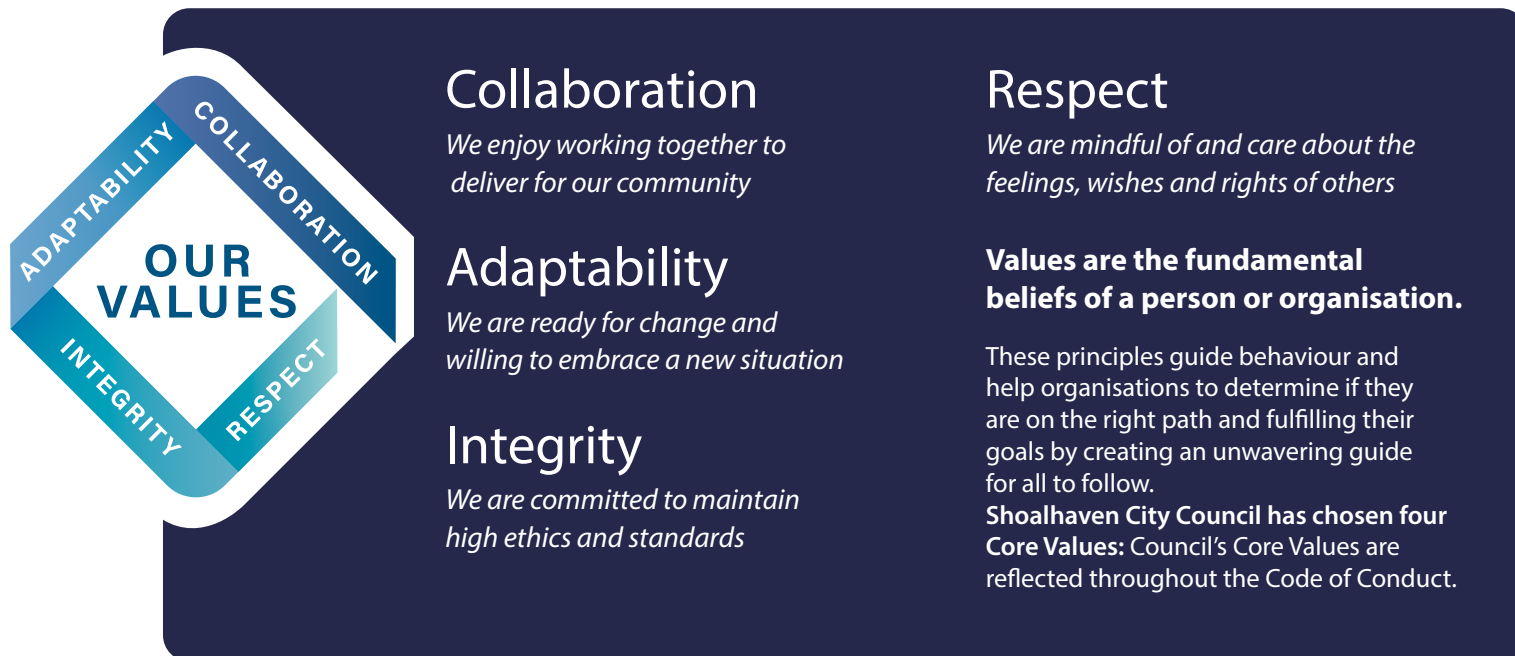 ADAPTABILITY
COLLABORATION
OUR
VALUES
INTEGRITY
RESPECT
Collaboration
We enjoy working together to
deliver for our community
Adaptability
We are ready for change and
willing to embrace a new situation
Integrity
We are committed to maintain
high ethics and standards
Respect
We are mindful of and care about the
feelings, wishes and rights of others
Values are the fundamental
beliefs of a person or organisation.
These principles guide behaviour and
help organisations to determine if they
are on the right path and fulfilling their
goals by creating an unwavering guide
for all to follow.
Shoalhaven City Council has chosen four
Core Values: Council’s Core Values are
reflected throughout the Code of Conduct.